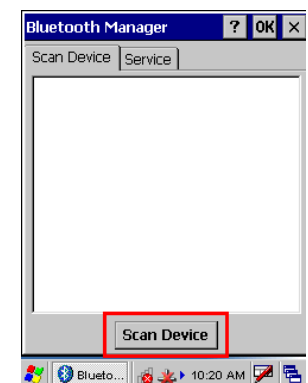 Bluetooth Manager ? OK ×
Scan Device Service
Scan Device
Blueto... 10:20 AM